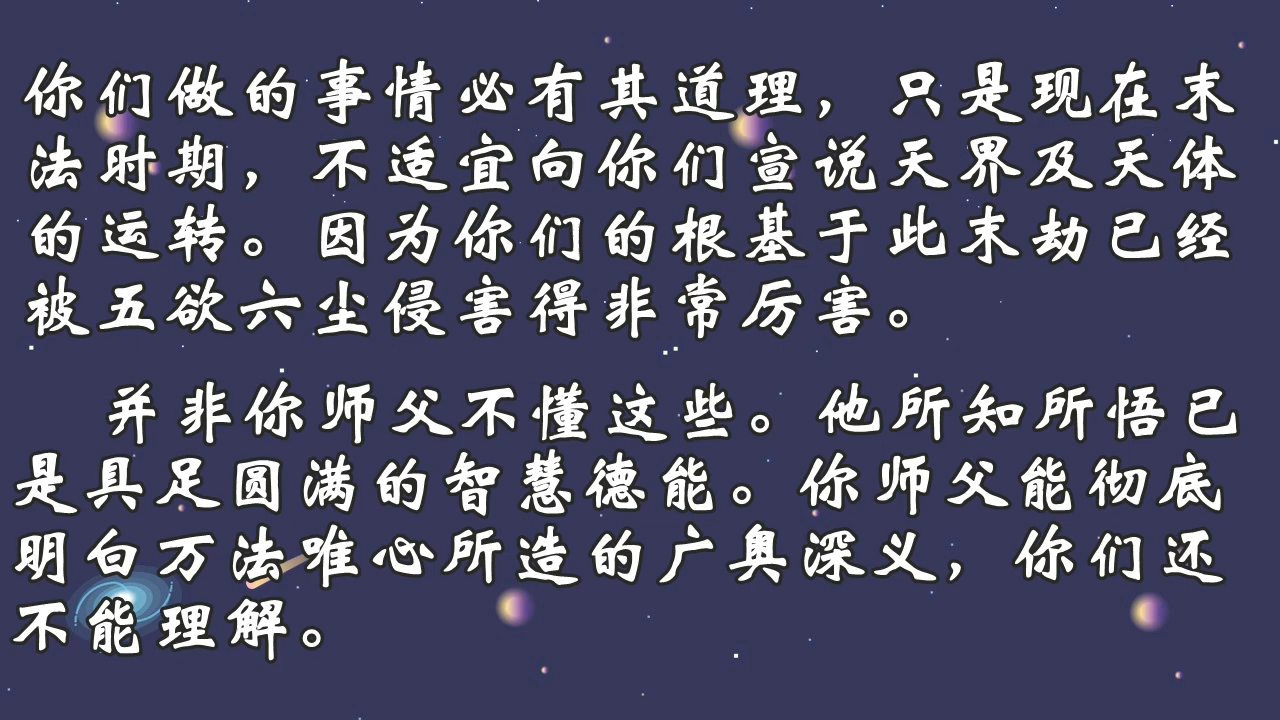 你们做的事情必有其道理，只是现在末
法时期，不适宜向你们宣说天界及天体
的运转。因为你们的根基于此末劫已经
被五欲六尘侵害得非常厉害。
并非你师父不懂这些。他所知所悟已
是具足圆满的智慧德能。你师父能彻底
明白万法唯心所造的广奥深义，你们还
不能理解。